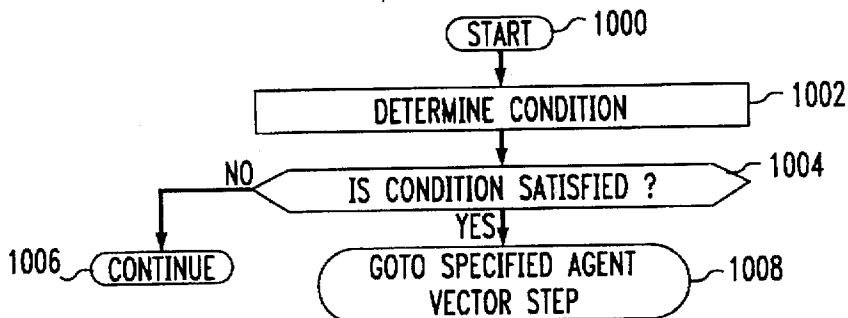 START 1000
DETERMINE CONDITION 1002
IS CONDITION SATISFIED ? 1004
NO
YES
1006 CONTINUE
GOTO SPECIFIED AGENT
VECTOR STEP
1008